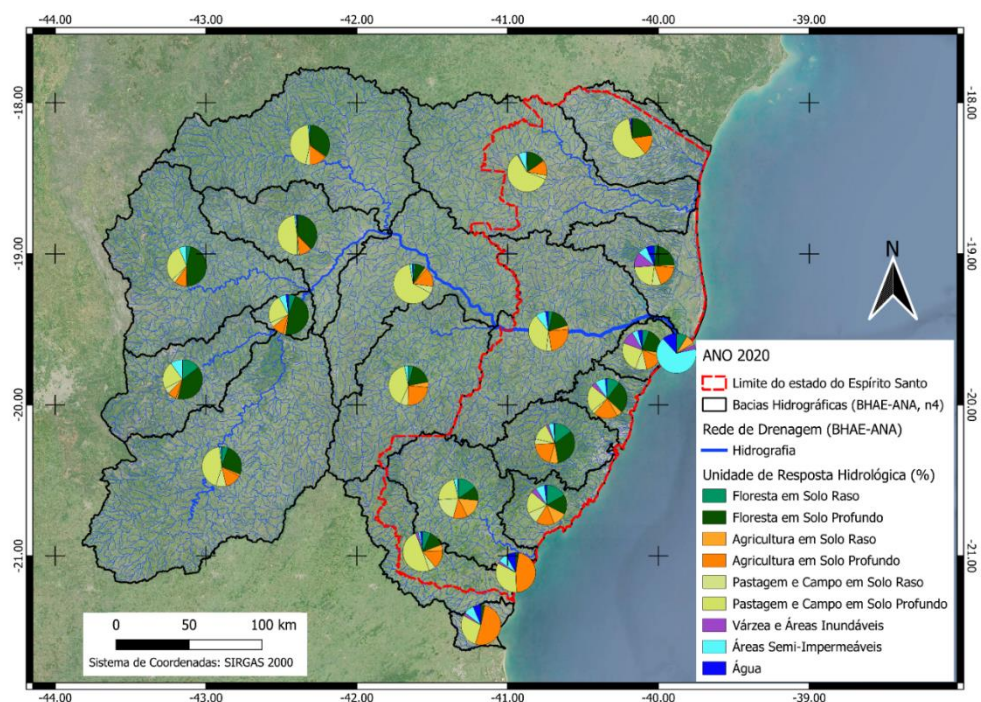 -44.00
-43.00
-42.00
-41.00
-40.00
-39.00
-18.00
-18.00
-19.00
-19.00
-20.00
-20.00
-21.00
-21.00
N
ANO 2020
Limite do estado do Espírito Santo
Bacias Hidrográficas (BHAE-ANA, n4)
Rede de Drenagem (BHAE-ANA)
Hidrografia
Unidade de Resposta Hidrológica (%)
Floresta em Solo Raso
Floresta em Solo Profundo
Agricultura em Solo Raso
Agricultura em Solo Profundo
Pastagem e Campo em Solo Raso
Pastagem e Campo em Solo Profundo
Várzea e Áreas Inundáveis
Áreas Semi-Impermeáveis
Água
0 50 100 km
Sistema de Coordenadas: SIRGAS 2000
-44.00
-43.00
-42.00
-41.00
-40.00
-39.00